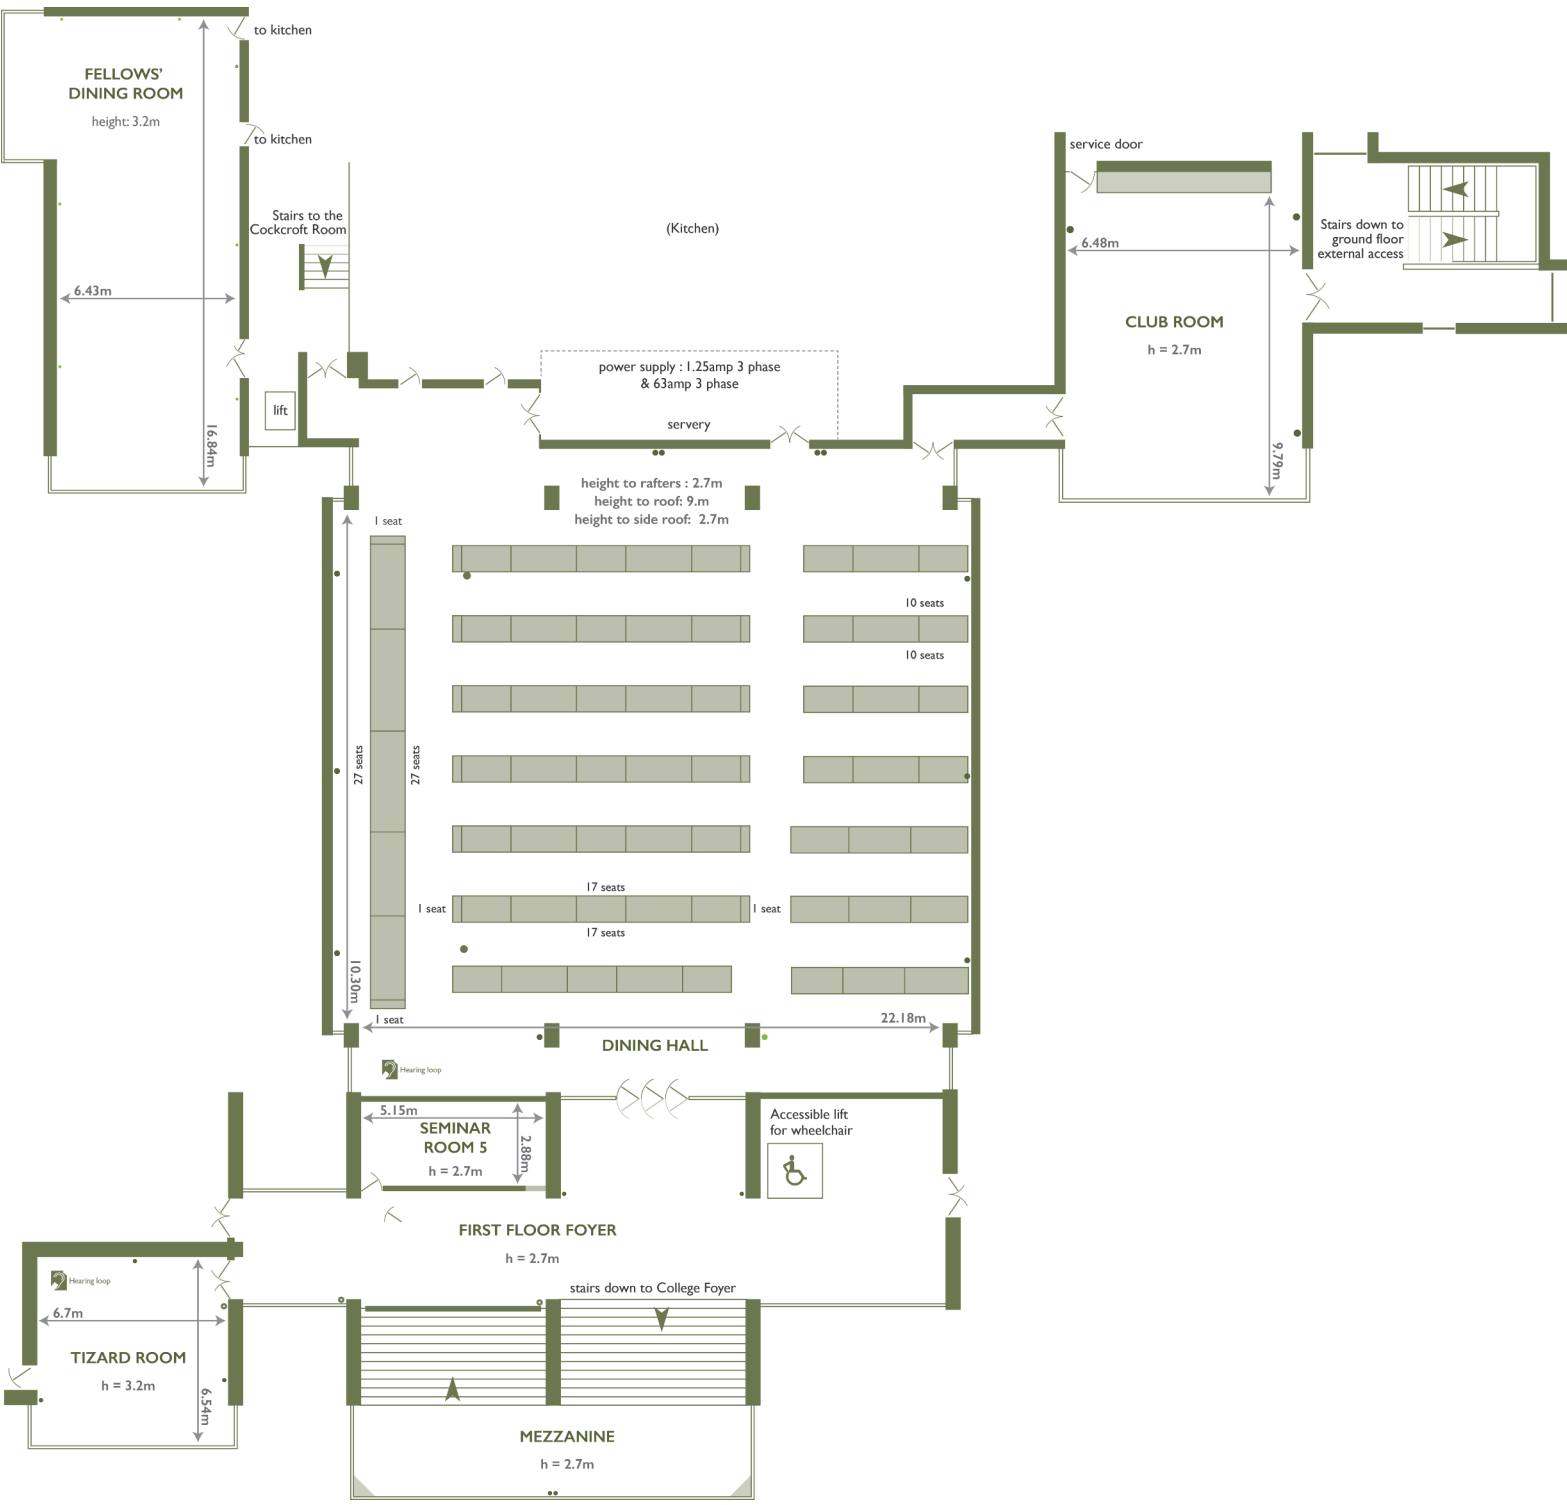 to kitchen
FELLOWS'
DINING ROOM
height: 3.2m
to kitchen
service door
Stairs to the
Cockcroft Room
(Kitchen)
Stairs down to
ground floor
external access
6.48m
6.43m
CLUB ROOM
h = 2.7m
power supply : 1.25amp 3 phase
& 63amp 3 phase
lift
servery
16.84m
9.79m
height to rafters : 2.7m
height to roof: 9.m
height to side roof: 2.7m
1 seat
10 seats
10 seats
27 seats
27 seats
17 seats
1 seat
1 seat
17 seats
10.30m
1 seat
22.18m
DINING HALL
Hearing loop
5.15m
SEMINAR
ROOM 5
h = 2.7m
2.88m
Accessible lift
for wheelchair
FIRST FLOOR FOYER
h = 2.7m
Hearing loop
stairs down to College Foyer
6.7m
TIZARD ROOM
h = 3.2m
6.54m
MEZZANINE
h = 2.7m